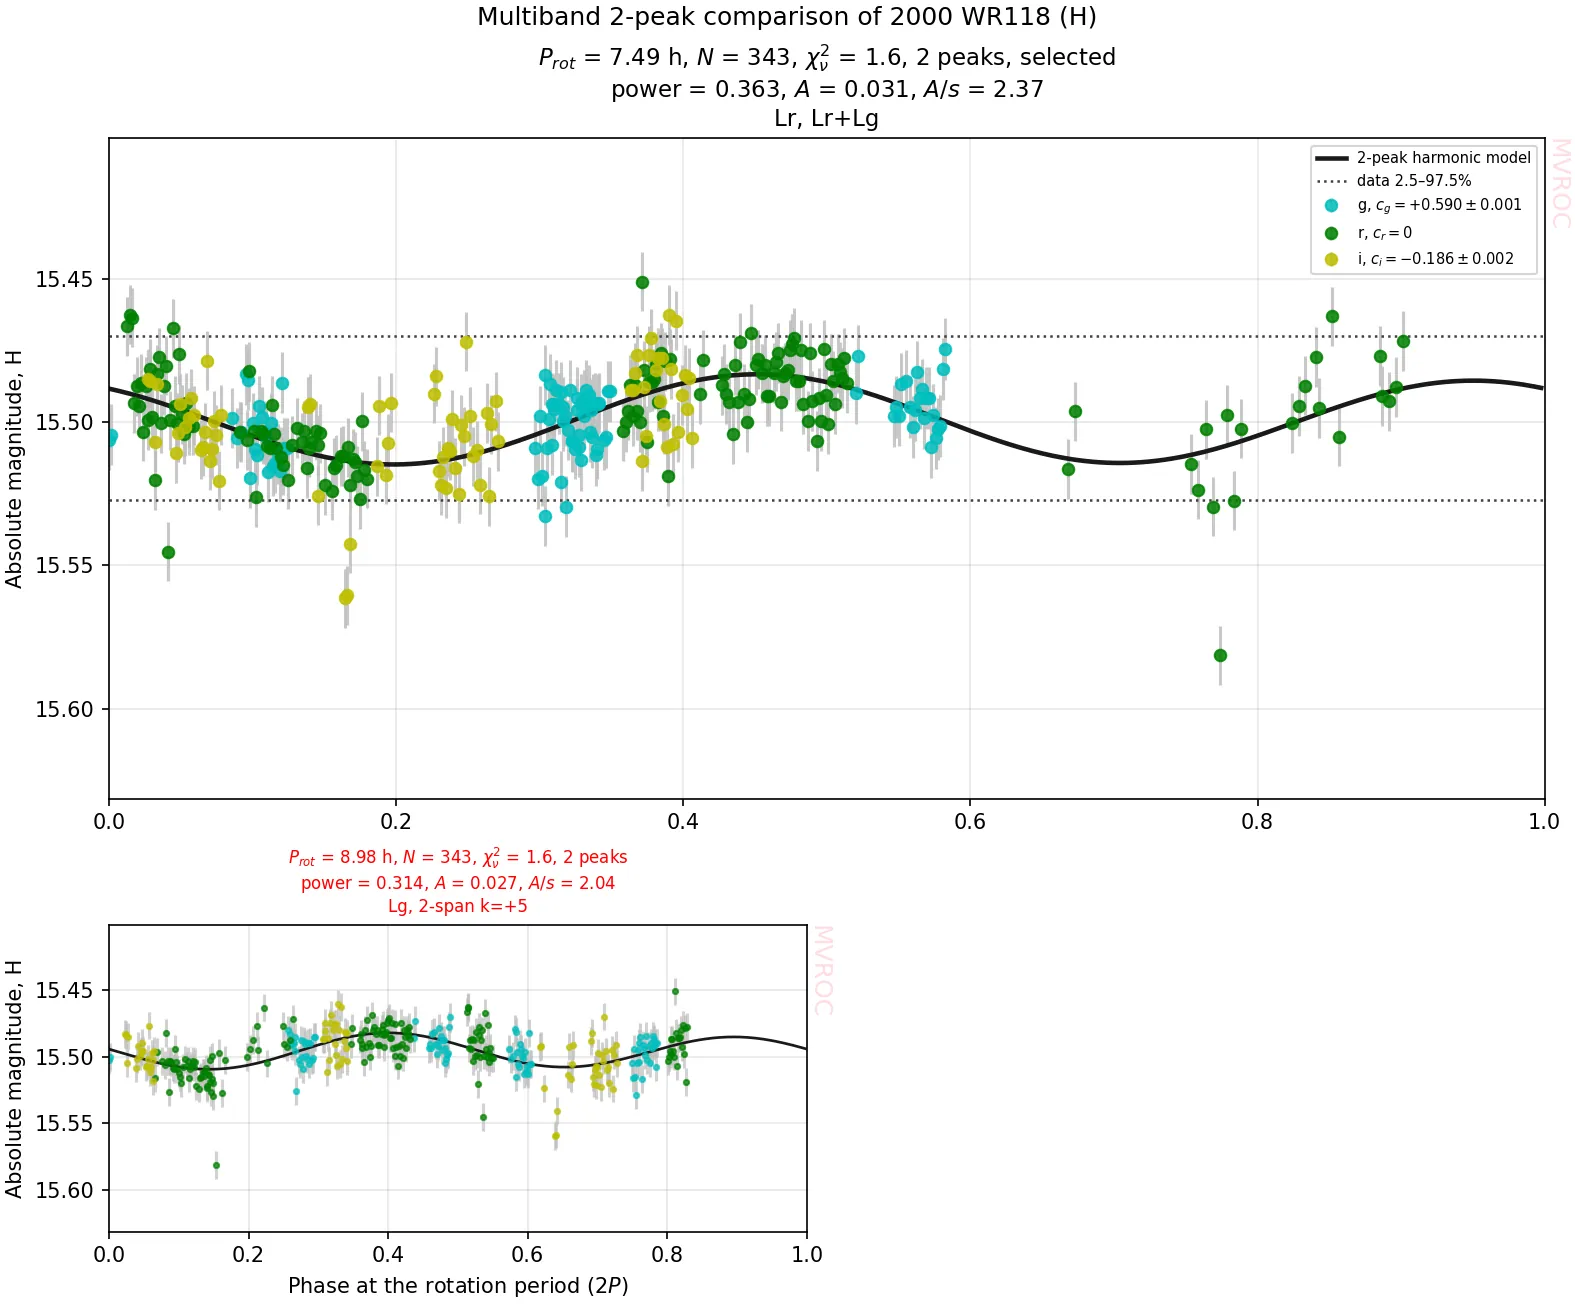 Multiband 2-peak comparison of 2000 WR118 (H)
P_rot = 7.49 h, N = 343, χ²_ν = 1.6, 2 peaks, selected
power = 0.363, A = 0.031, A/s = 2.37
Lr, Lr+Lg
2-peak harmonic model
data 2.5–97.5%
g, c_g = +0.590 ± 0.001
r, c_r = 0
i, c_i = −0.186 ± 0.002
MVROC
Absolute magnitude, H
15.45
15.50
15.55
15.60
0.0 0.2 0.4 0.6 0.8 1.0
P_rot = 8.98 h, N = 343, χ²_ν = 1.6, 2 peaks
power = 0.314, A = 0.027, A/s = 2.04
Lg, 2-span k=+5
MVROC
Absolute magnitude, H
15.45
15.50
15.55
15.60
0.0 0.2 0.4 0.6 0.8 1.0
Phase at the rotation period (2P)